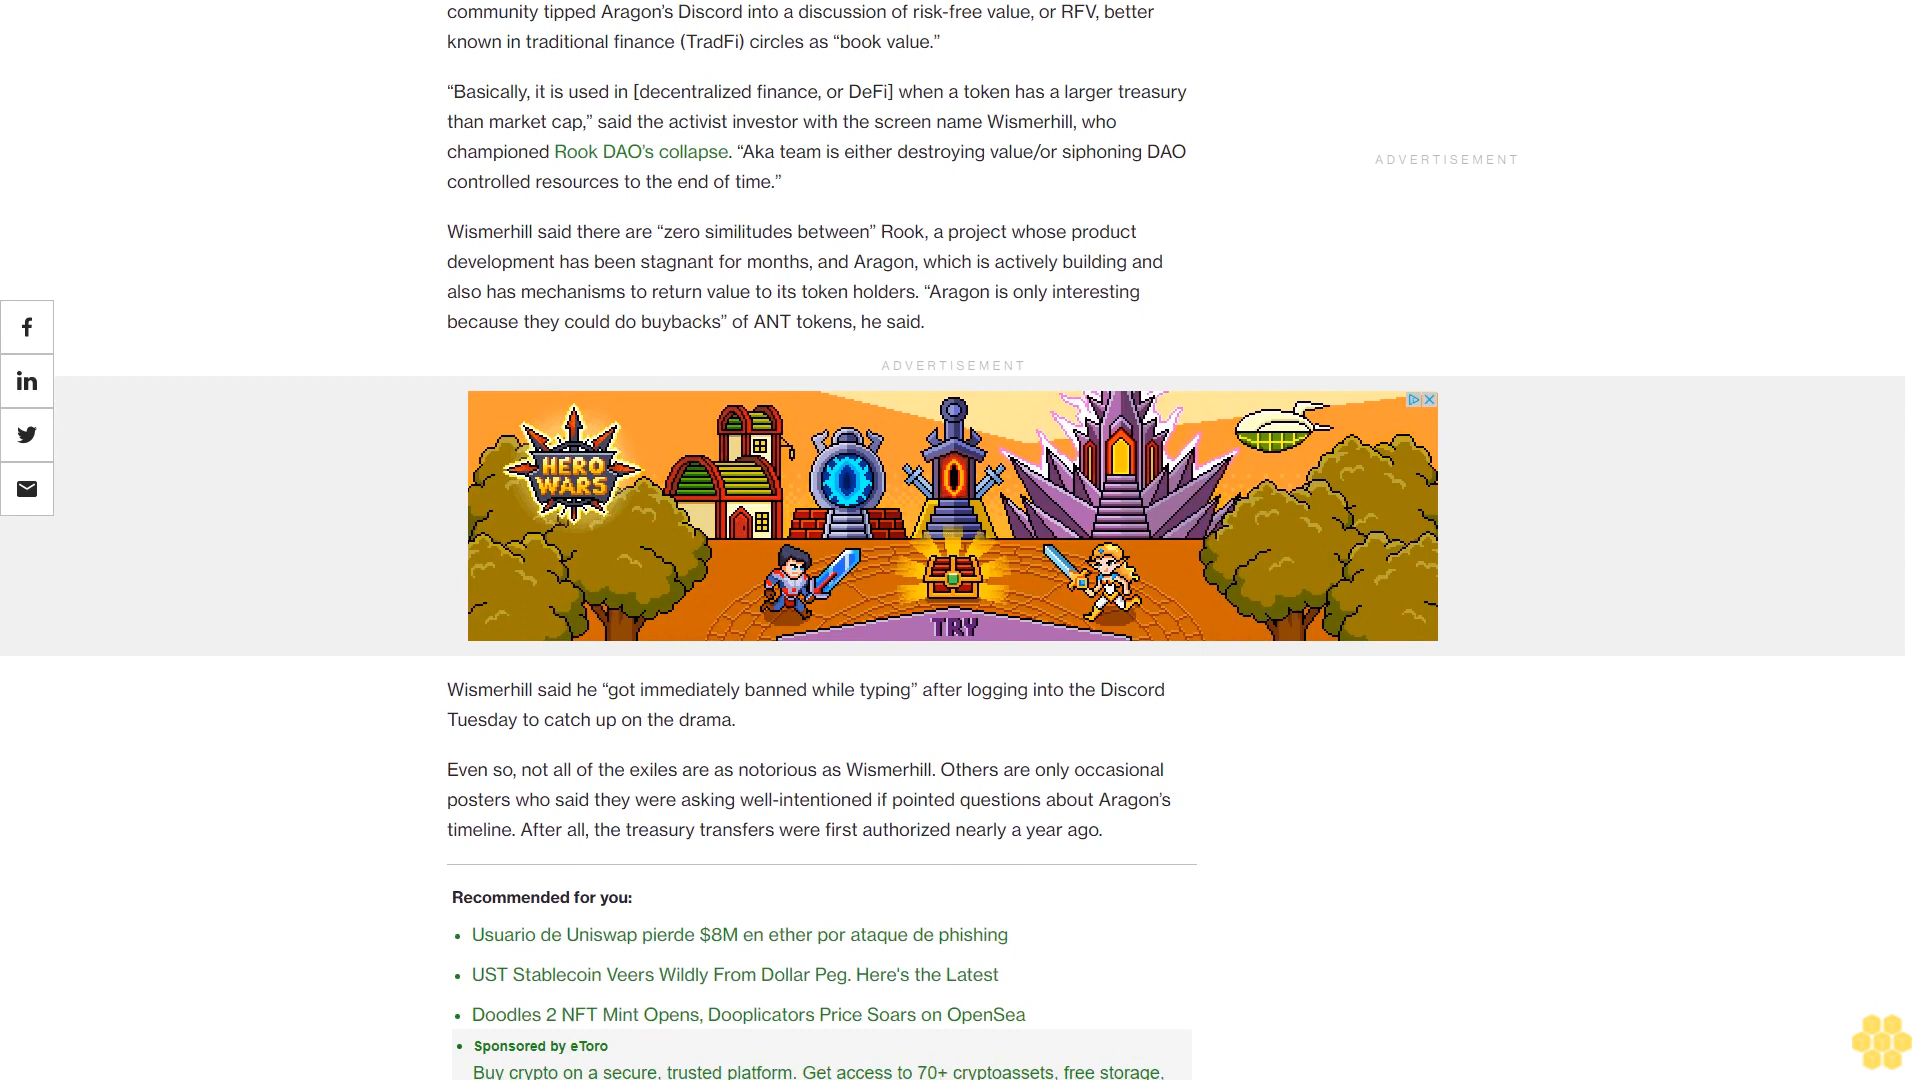 community tipped Aragon’s Discord into a discussion of risk-free value, or RFV, better
known in traditional finance (TradFi) circles as “book value.”
“Basically, it is used in [decentralized finance, or DeFi] when a token has a larger treasury
than market cap,” said the activist investor with the screen name Wismerhill, who
championed Rook DAO’s collapse. “Aka team is either destroying value/or siphoning DAO
controlled resources to the end of time.”
ADVERTISEMENT
Wismerhill said there are “zero similitudes between” Rook, a project whose product
development has been stagnant for months, and Aragon, which is actively building and
also has mechanisms to return value to its token holders. “Aragon is only interesting
because they could do buybacks” of ANT tokens, he said.
ADVERTISEMENT
HERO
WARS
TRY
Wismerhill said he “got immediately banned while typing” after logging into the Discord
Tuesday to catch up on the drama.
Even so, not all of the exiles are as notorious as Wismerhill. Others are only occasional
posters who said they were asking well-intentioned if pointed questions about Aragon’s
timeline. After all, the treasury transfers were first authorized nearly a year ago.
Recommended for you:
• Usuario de Uniswap pierde $8M en ether por ataque de phishing
• UST Stablecoin Veers Wildly From Dollar Peg. Here's the Latest
• Doodles 2 NFT Mint Opens, Dooplicators Price Soars on OpenSea
• Sponsored by eToro
Buy crypto on a secure, trusted platform. Get access to 70+ cryptoassets, free storage,